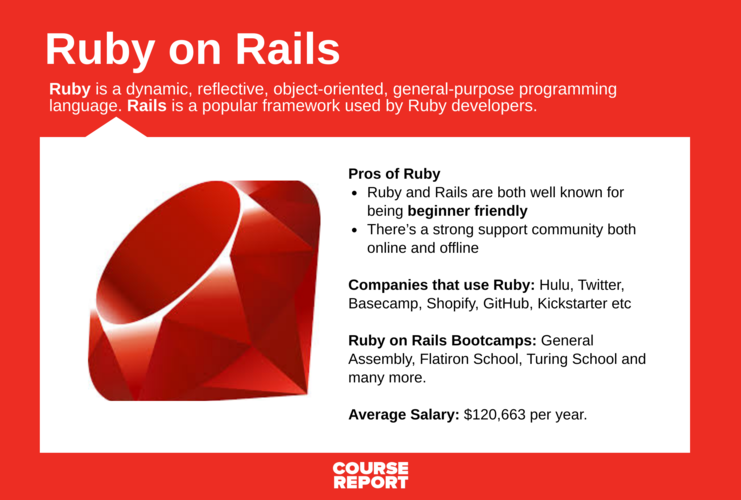 Ruby on Rails
Ruby is a dynamic, reflective, object-oriented, general-purpose programming
language. Rails is a popular framework used by Ruby developers.
Pros of Ruby
• Ruby and Rails are both well known for
being beginner friendly
• There's a strong support community both
online and offline
Companies that use Ruby: Hulu, Twitter,
Basecamp, Shopify, GitHub, Kickstarter etc
Ruby on Rails Bootcamps: General
Assembly, Flatiron School, Turing School and
many more.
Average Salary: $120,663 per year.
COURSE
REPORT